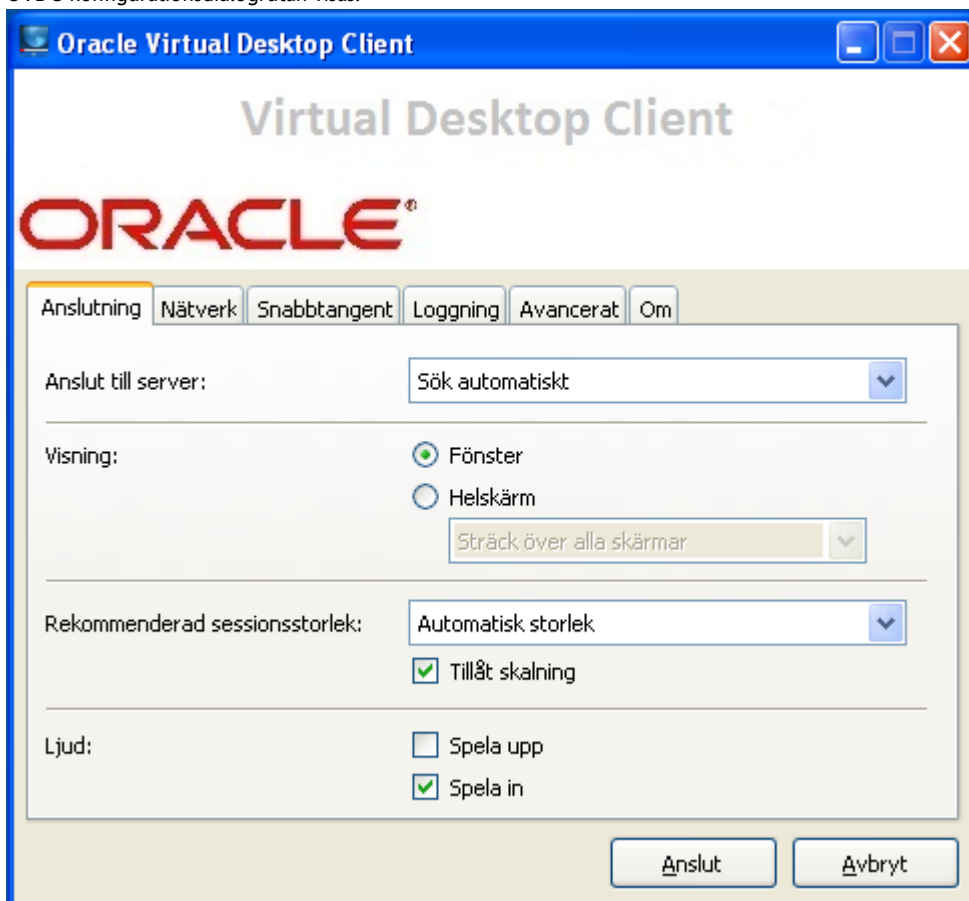 Oracle Virtual Desktop Client
Virtual Desktop Client
ORACLE®
Anslutning Nätverk Snabbtangent Loggning Avancerat Om
Anslut till server: Sök automatiskt
Visning: Fönster
Helskärm
Sträck över alla skärmar
Rekommenderad sessionsstorlek: Automatisk storlek
Tillåt skalning
Ljud: Spela upp
Spela in
Anslut Avbryt